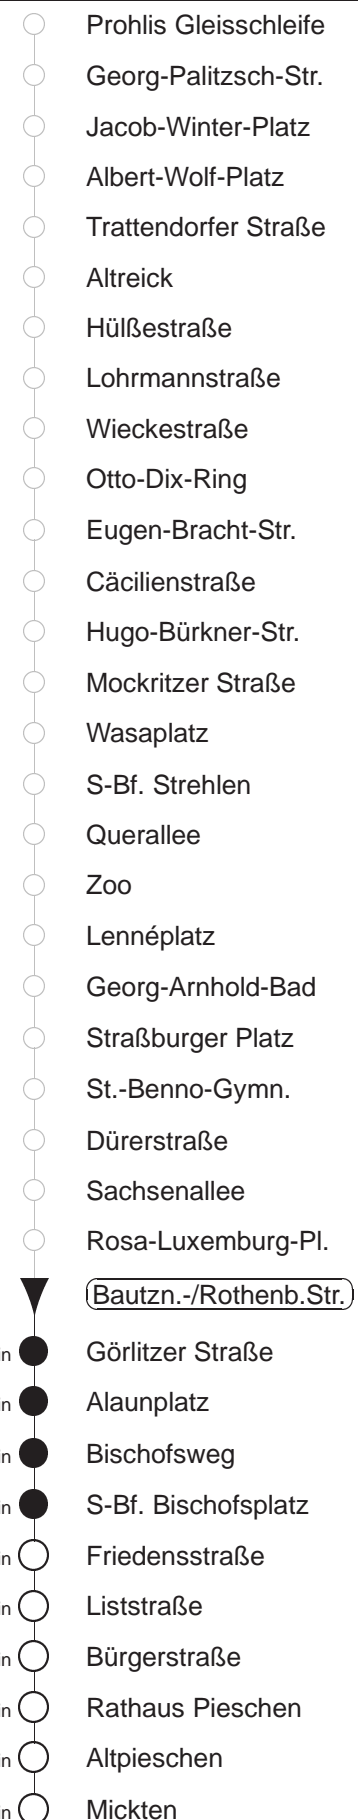 Prohlis Gleisschleife
Georg-Palitzsch-Str.
Jacob-Winter-Platz
Albert-Wolf-Platz
Trattendorfer Straße
Altreick
Hülßestraße
Lohrmannstraße
Wieckestraße
Otto-Dix-Ring
Eugen-Bracht-Str.
Cäcilienstraße
Hugo-Bürkner-Str.
Mockritzer Straße
Wasaplatz
S-Bf. Strehlen
Querallee
Zoo
Lennéplatz
Georg-Arnhold-Bad
Straßburger Platz
St.-Benno-Gymn.
Dürerstraße
Sachsenallee
Rosa-Luxemburg-Pl.
Bautzn.-/Rothenb.Str.
Görlitzer Straße
Alaunplatz
Bischofsweg
S-Bf. Bischofsplatz
Friedensstraße
Liststraße
Bürgerstraße
Rathaus Pieschen
Altpieschen
Mickten